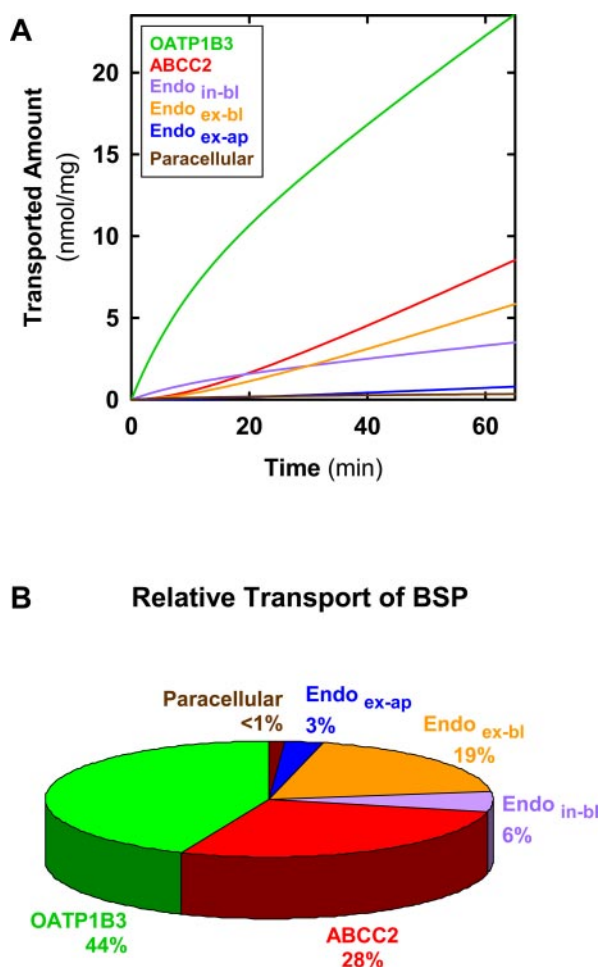 A
OATP1B3
ABCC2
Endo in-bl
Endo ex-bl
Endo ex-ap
Paracellular
Transported Amount
(nmol/mg)
20
15
10
5
0
0
20
40
60
Time (min)
B Relative Transport of BSP
Paracellular
<1%
Endo ex-ap
3%
Endo ex-bl
19%
Endo in-bl
6%
OATP1B3
44%
ABCC2
28%